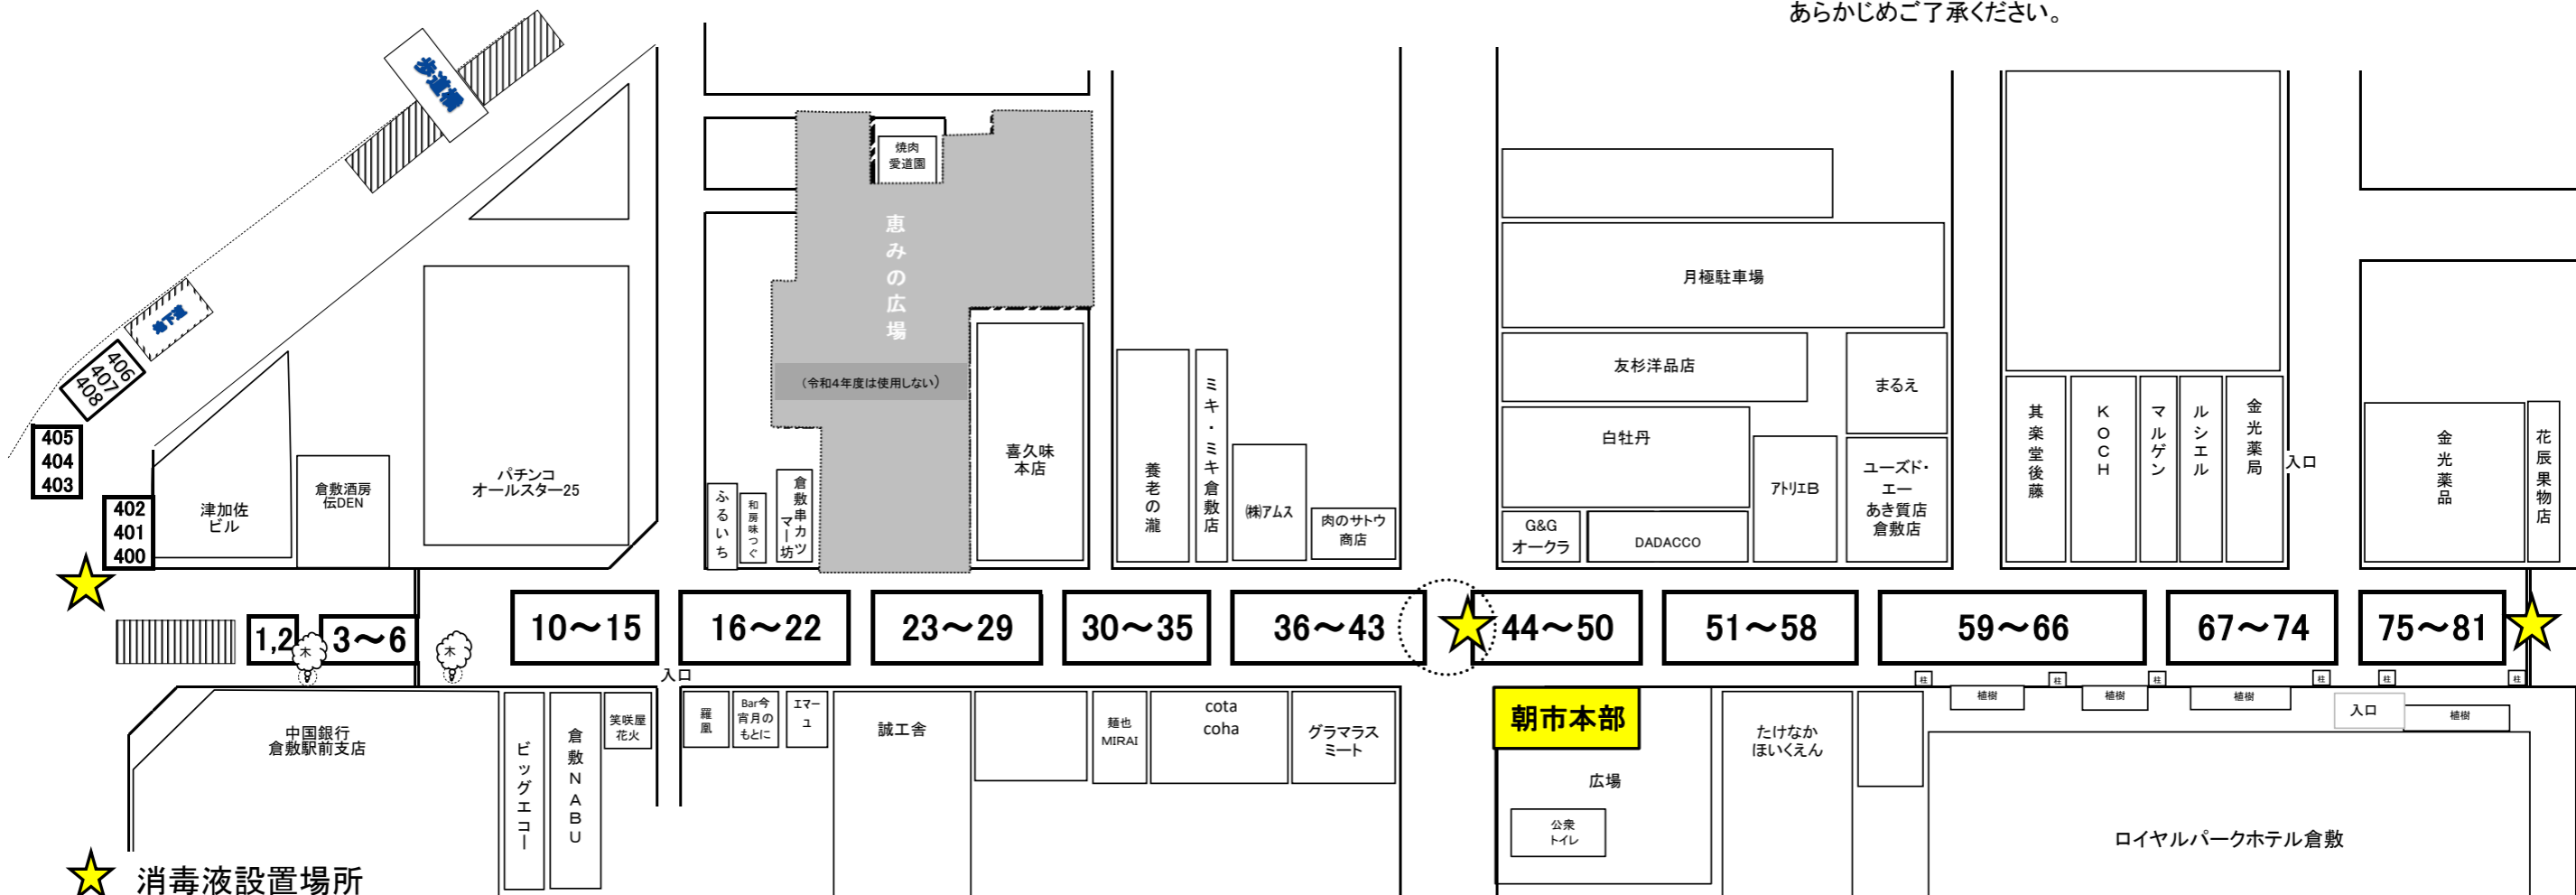 あらかじめご了承ください。
歩道橋
地下道
406
407
408
405
404
403
402
401
400
津加佐
ビル
倉敷酒房
伝DEN
パチンコ
オールスター25
焼肉
愛道園
恵みの広場
（令和4年度は使用しない）
ふるいち
和房味つぐ
倉敷串カツ
マー坊
喜久味
本店
養老の瀧
ミキ・ミキ倉敷店
㈱アムス
肉のサトウ
商店
月極駐車場
友杉洋品店
まるえ
白牡丹
アトリエB
ユーズド・
エー
あき質店
倉敷店
G&G
オークラ
DADACCO
其楽堂後藤
KOCH
マルゲン
ルシエル
金光薬局
入口
金光薬品
花辰果物店
1,2
木
3～6
木
10～15
16～22
23～29
30～35
36～43
44～50
51～58
59～66
67～74
75～81
入口
柱
柱
柱
柱
柱
柱
植樹
植樹
植樹
入口
植樹
中国銀行
倉敷駅前支店
ビッグエコー
倉敷NABU
笑咲屋
花火
羅凰
Bar今
宵月の
もとに
エマー
ユ
誠工舎
麺也
MIRAI
cota
coha
グラマラス
ミート
朝市本部
広場
公衆
トイレ
たけなか
ほいくえん
ロイヤルパークホテル倉敷
消毒液設置場所